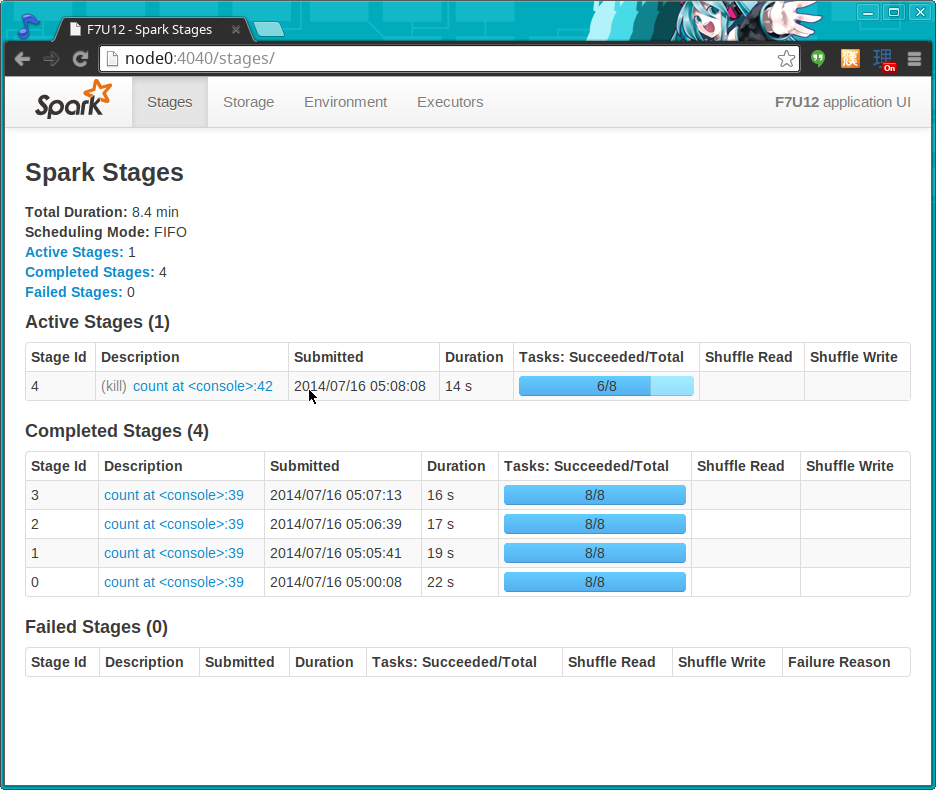 F7U12 - Spark Stages
node0:4040/stages/
理
On
Spark
Stages Storage Environment Executors F7U12 application UI
Spark Stages
Total Duration: 8.4 min
Scheduling Mode: FIFO
Active Stages: 1
Completed Stages: 4
Failed Stages: 0
Active Stages (1)
Stage Id Description Submitted Duration Tasks: Succeeded/Total Shuffle Read Shuffle Write
4 (kill) count at <console>:42 2014/07/16 05:08:08 14 s 6/8
Completed Stages (4)
Stage Id Description Submitted Duration Tasks: Succeeded/Total Shuffle Read Shuffle Write
3 count at <console>:39 2014/07/16 05:07:13 16 s 8/8
2 count at <console>:39 2014/07/16 05:06:39 17 s 8/8
1 count at <console>:39 2014/07/16 05:05:41 19 s 8/8
0 count at <console>:39 2014/07/16 05:00:08 22 s 8/8
Failed Stages (0)
Stage Id Description Submitted Duration Tasks: Succeeded/Total Shuffle Read Shuffle Write Failure Reason